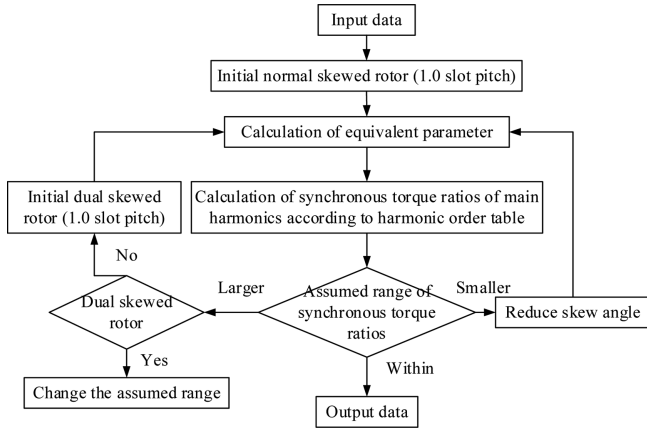 Input data
Initial normal skewed rotor (1.0 slot pitch)
Calculation of equivalent parameter
Initial dual skewed
rotor (1.0 slot pitch)
Calculation of synchronous torque ratios of main
harmonics according to harmonic order table
No
Larger
Smaller
Dual skewed
rotor
Assumed range of
synchronous torque
ratios
Reduce skew angle
Yes
Within
Change the assumed range
Output data